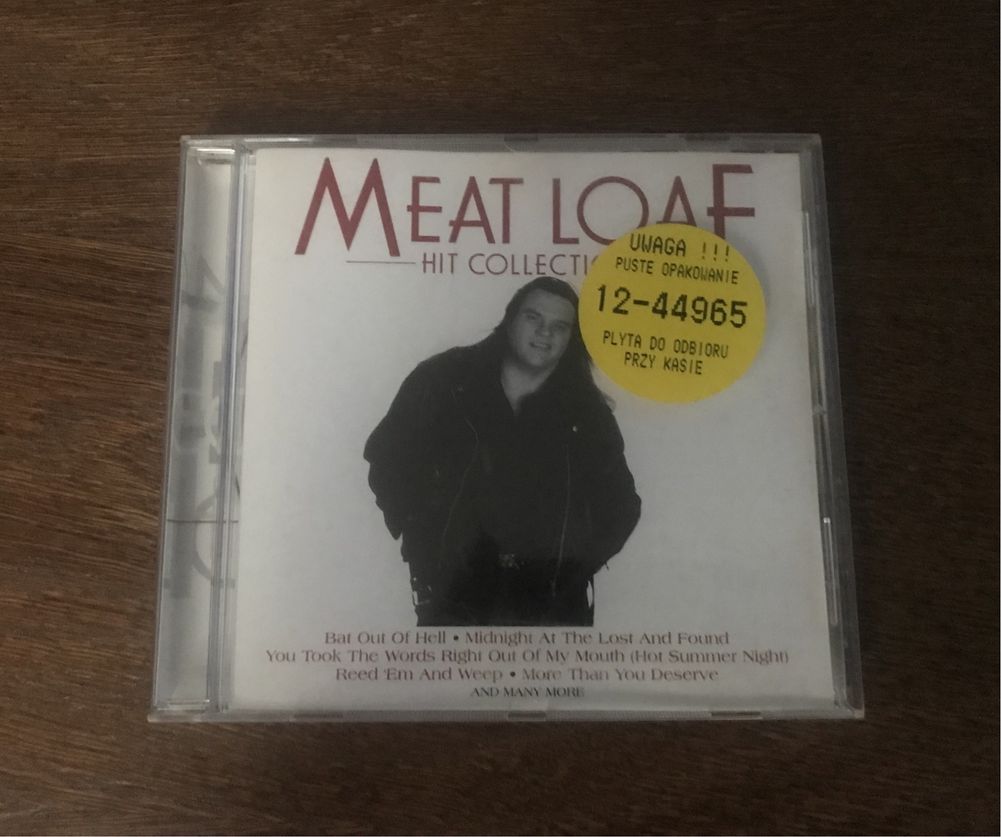 MEAT LOAF
HIT COLLECTI
UWAGA !!!
PUSTE OPAKOWANIE
12-44965
PLYTA DO ODBIORU
PRZY KASIE
Bat Out Of Hell • Midnight At The Lost And Found
You Took The Words Right Out Of My Mouth (Hot Summer Night)
Reed 'Em And Weep • More Than You Deserve
AND MANY MORE